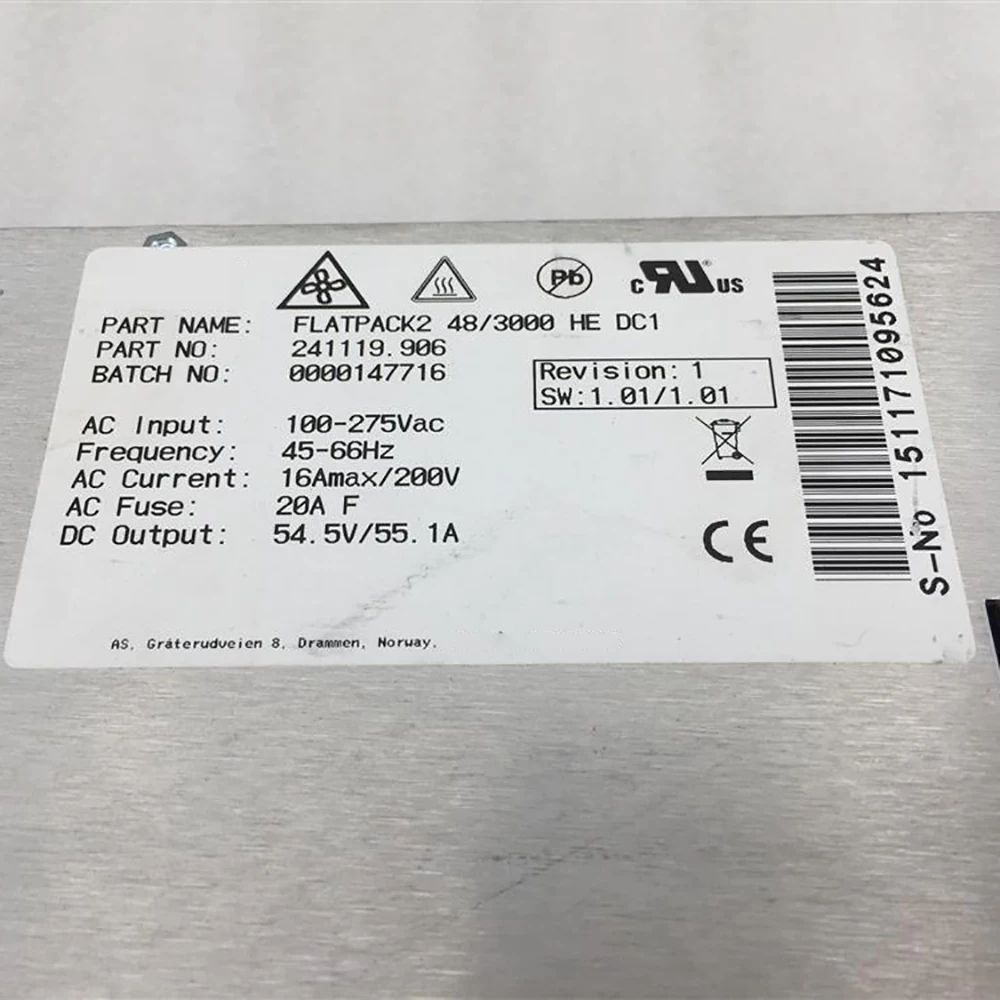 Pb
c RU® US
PART NAME: FLATPACK2 48/3000 HE DC1
PART NO: 241119.906
BATCH NO: 0000147716
Revision: 1
SW:1.01/1.01
AC Input: 100-275Vac
Frequency: 45-66Hz
AC Current: 16Amax/200V
AC Fuse: 20A F
DC Output: 54.5V/55.1A
CE
S-No 151171095624
AS, Gråterudveien 8, Drammen, Norway.